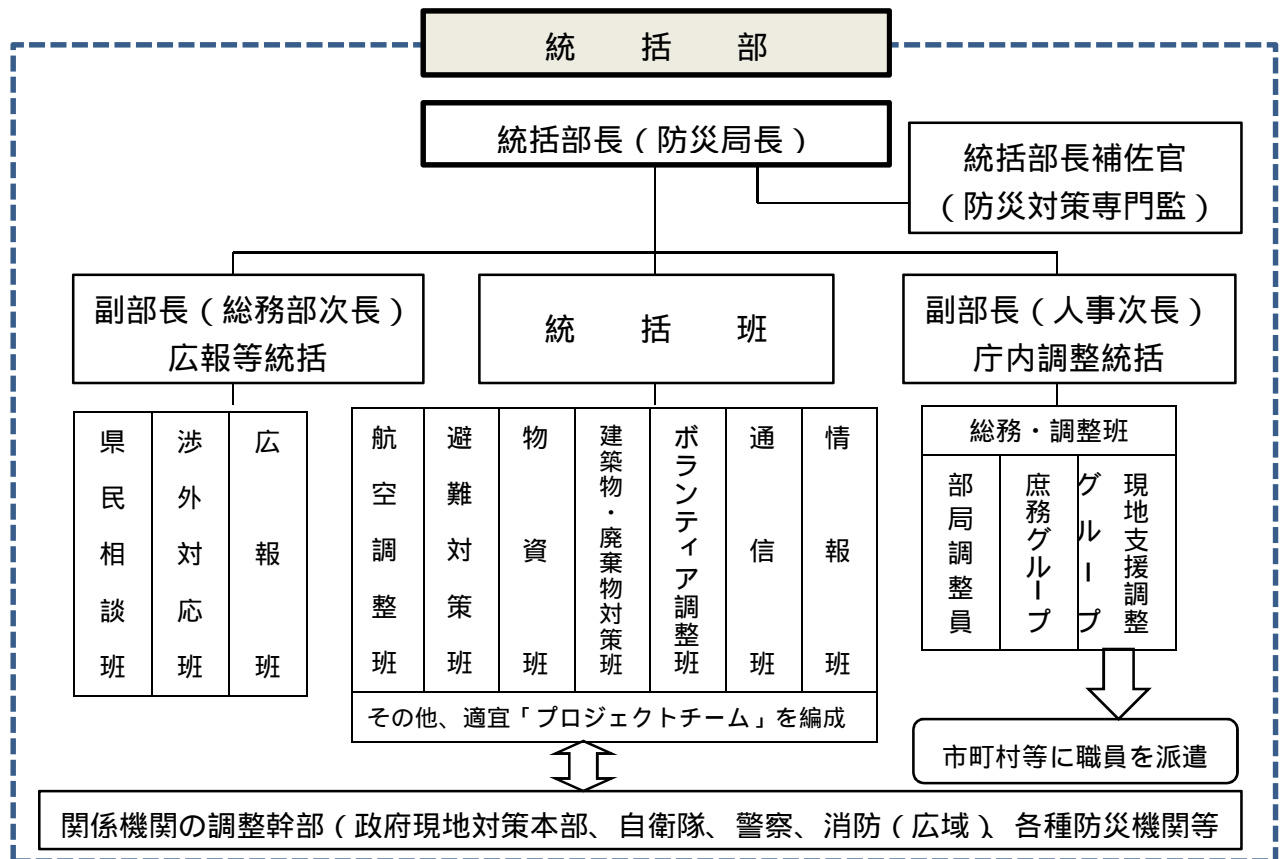 統括部
統括部長（防災局長）
統括部長補佐官
（防災対策専門監）
副部長（総務部次長）
広報等統括
統括班
副部長（人事次長）
庁内調整統括
県民相談班
渉外対応班
広報班
航空調整班
避難対策班
物資班
建築物・廃棄物対策班
ボランティア調整班
通信班
情報班
総務・調整班
部局調整員
庶務グループ
現地支援調整
グループ
その他、適宜「プロジェクトチーム」を編成
市町村等に職員を派遣
関係機関の調整幹部（政府現地対策本部、自衛隊、警察、消防（広域）、各種防災機関等